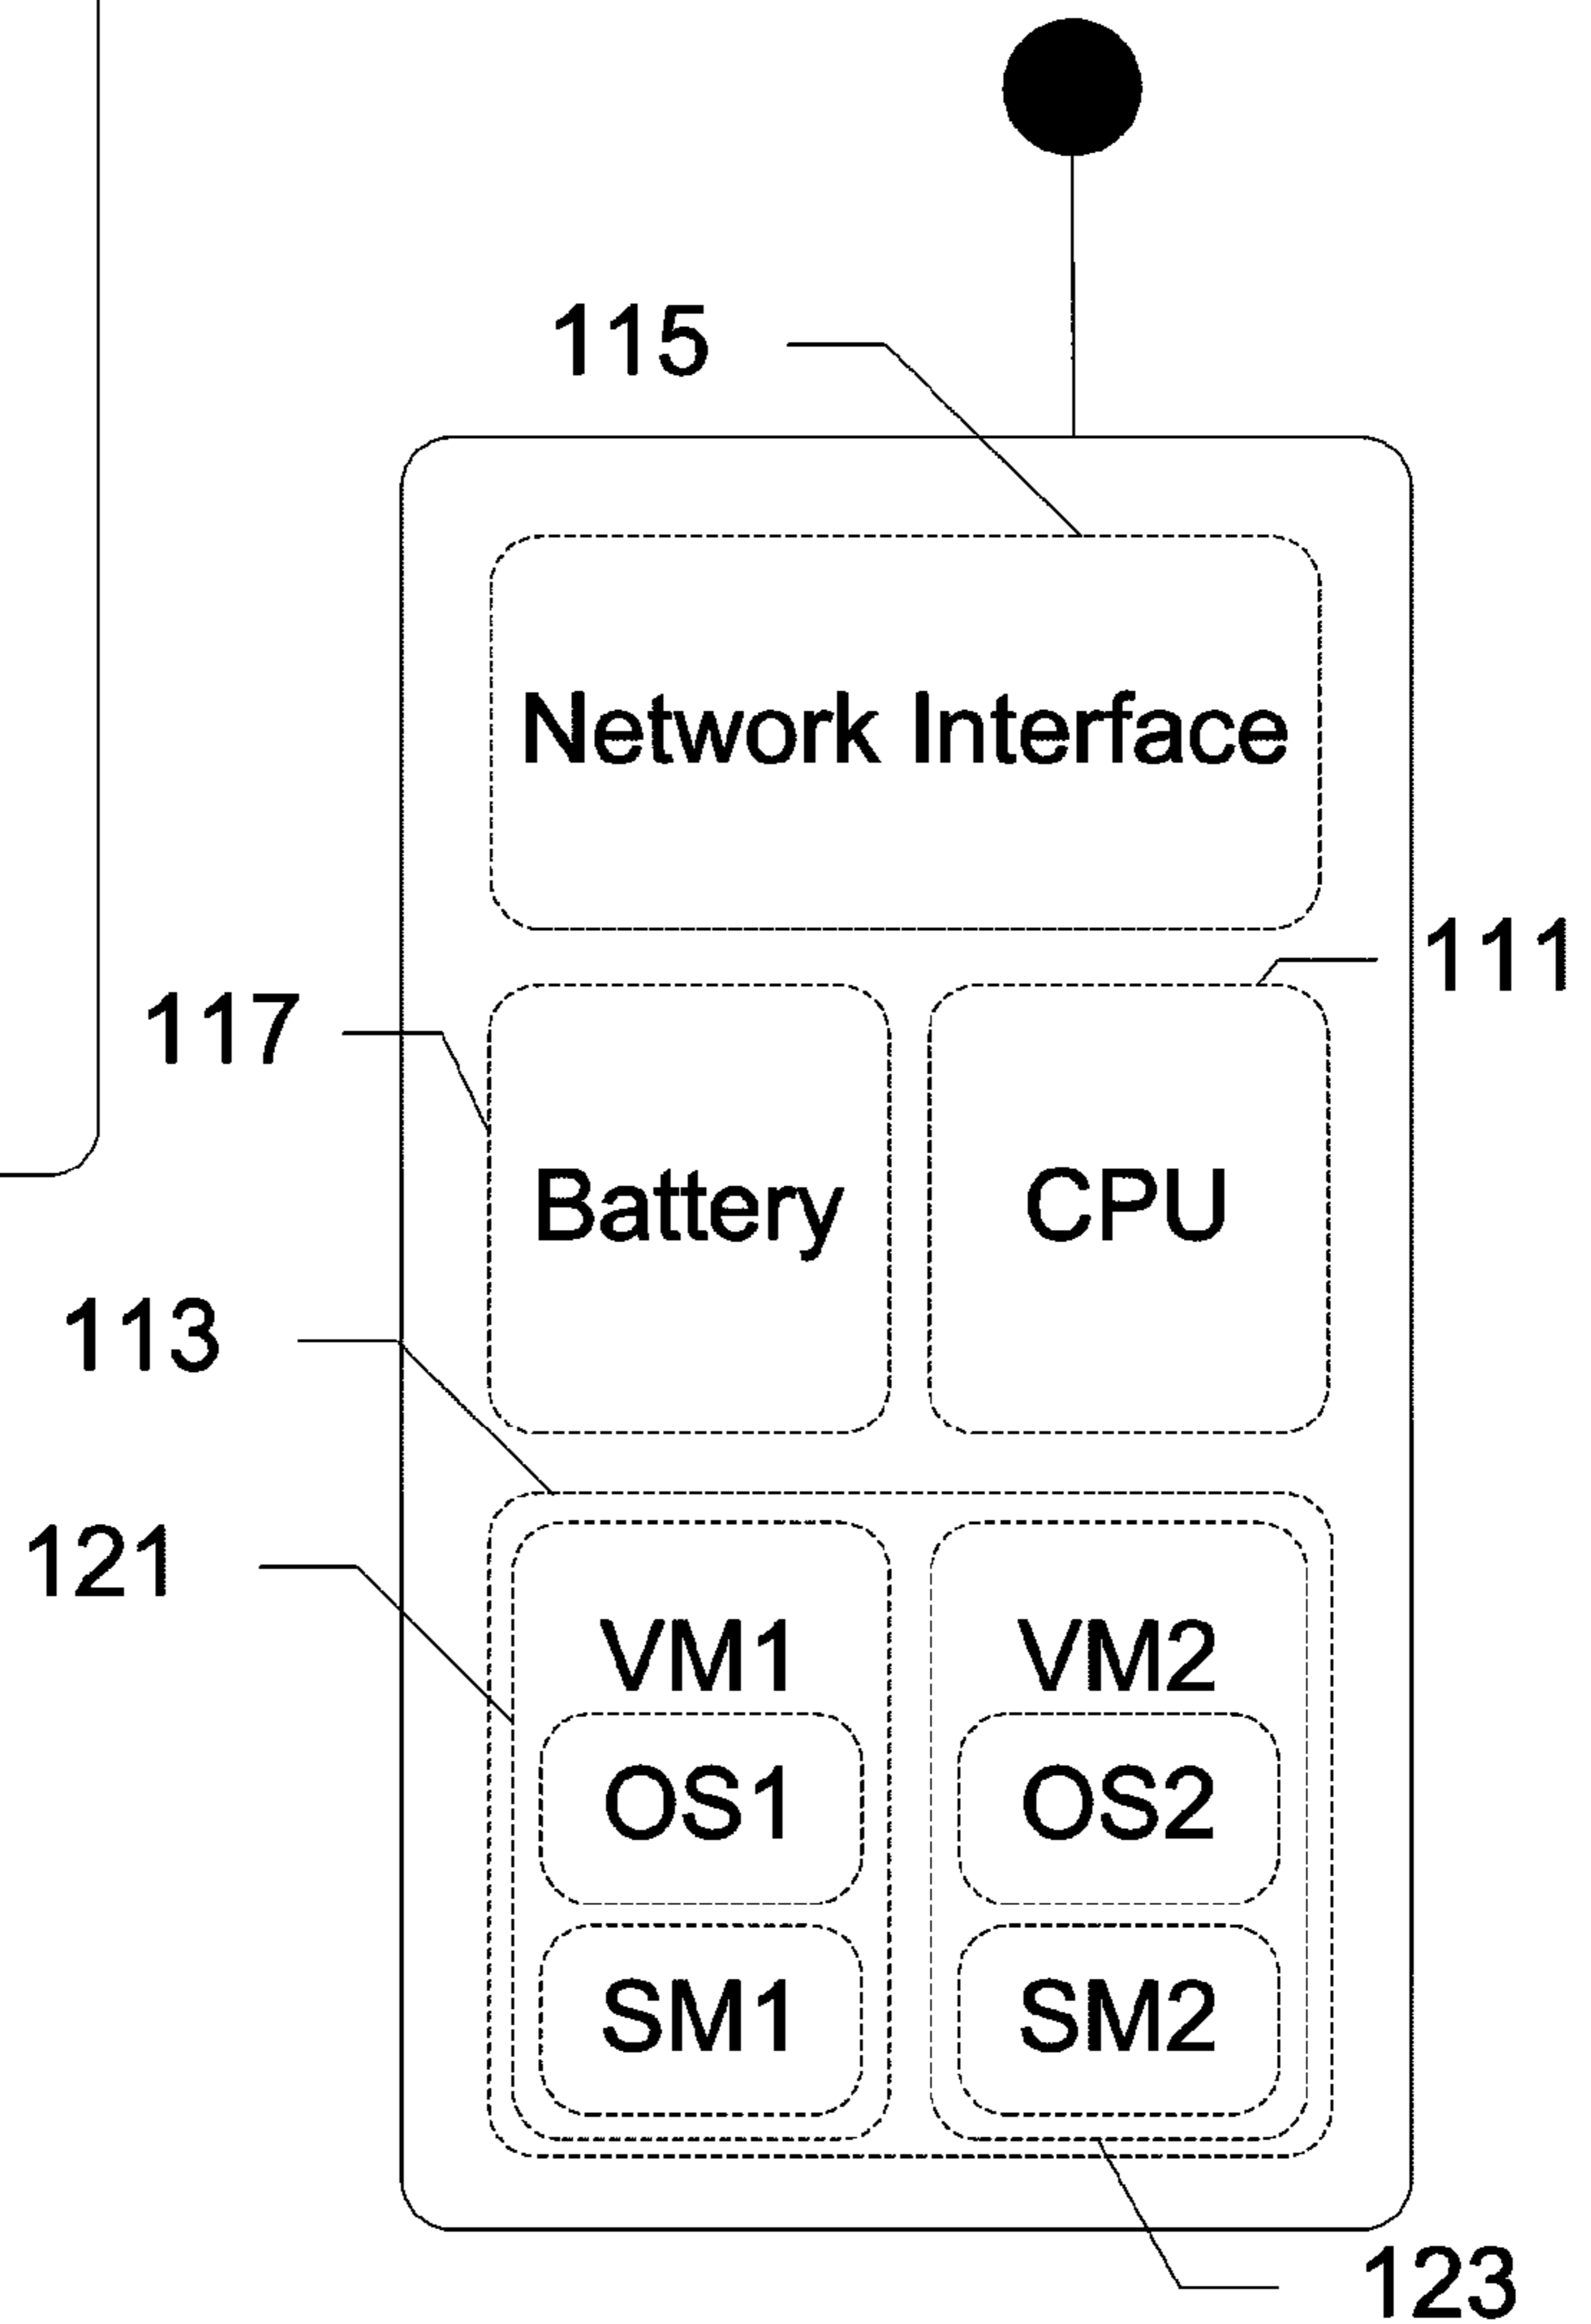 115
Network Interface
111
117
Battery CPU
113
121
VM1 VM2
OS1 OS2
SM1 SM2
123